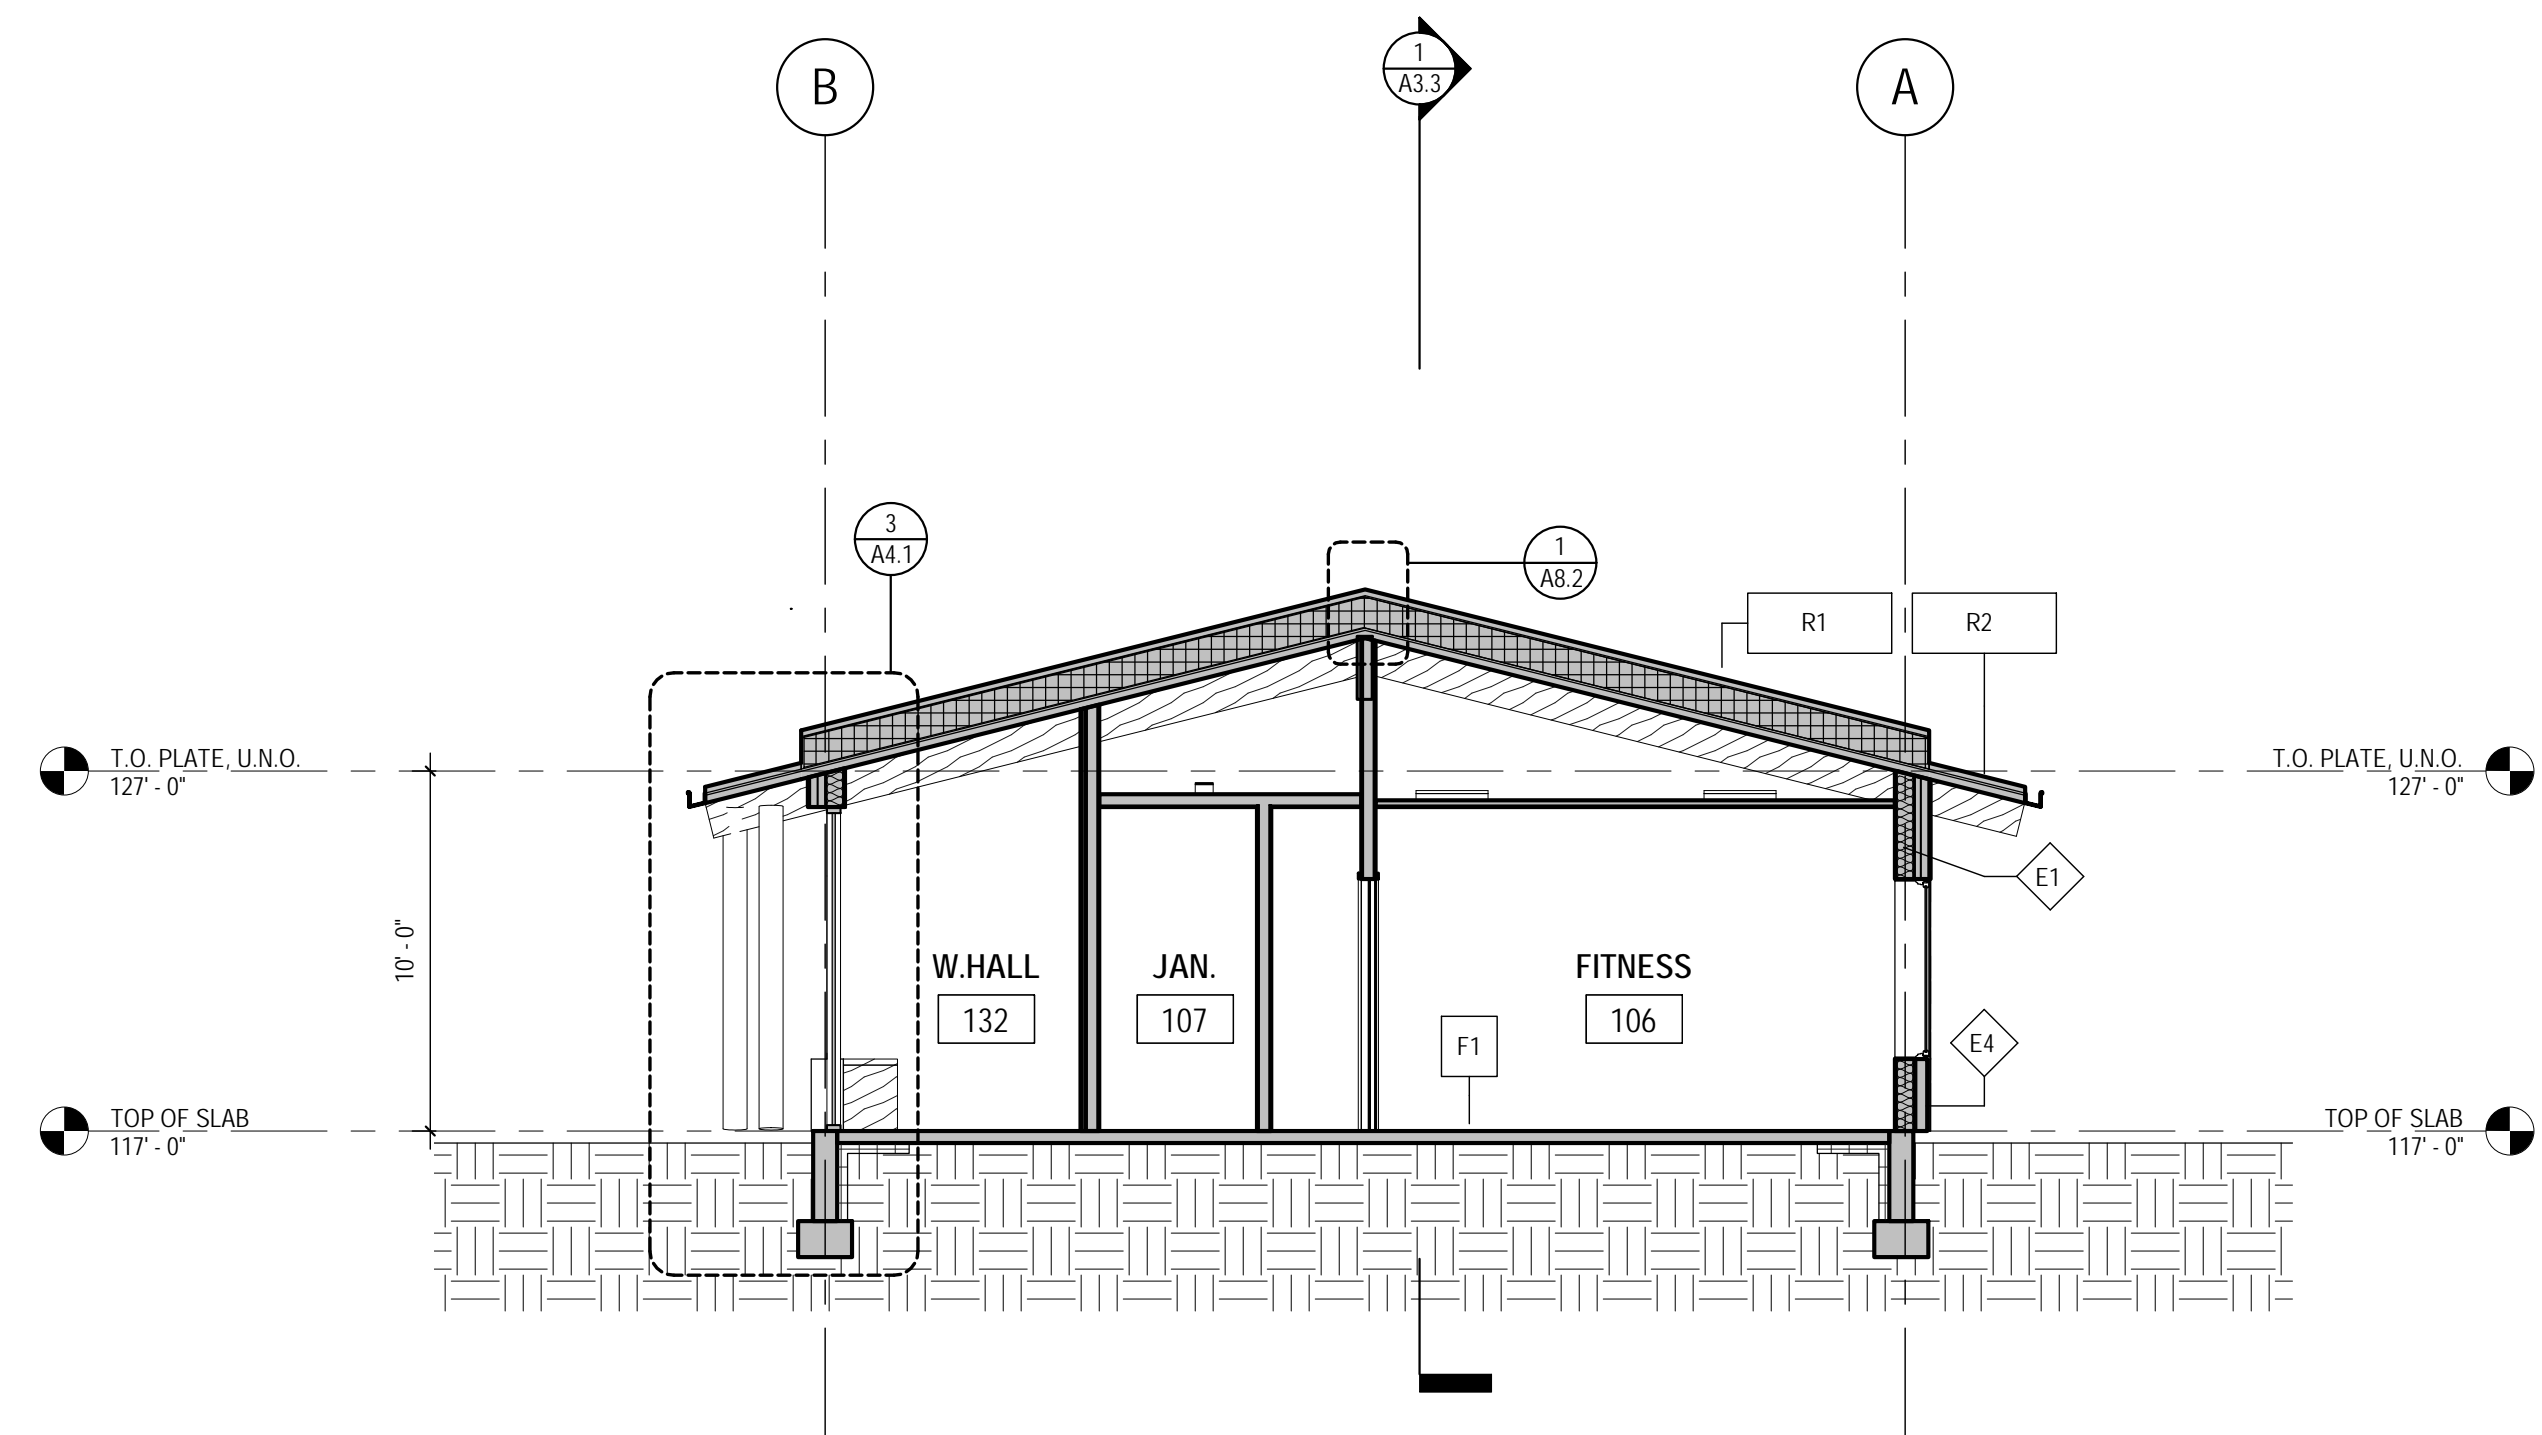 B
1
A3.3
A
3
A4.1
1
A8.2
R1
R2
T.O. PLATE, U.N.O.
127' - 0"
T.O. PLATE, U.N.O.
127' - 0"
E1
10' - 0"
W.HALL
132
JAN.
107
FITNESS
106
F1
E4
TOP OF SLAB
117' - 0"
TOP OF SLAB
117' - 0"